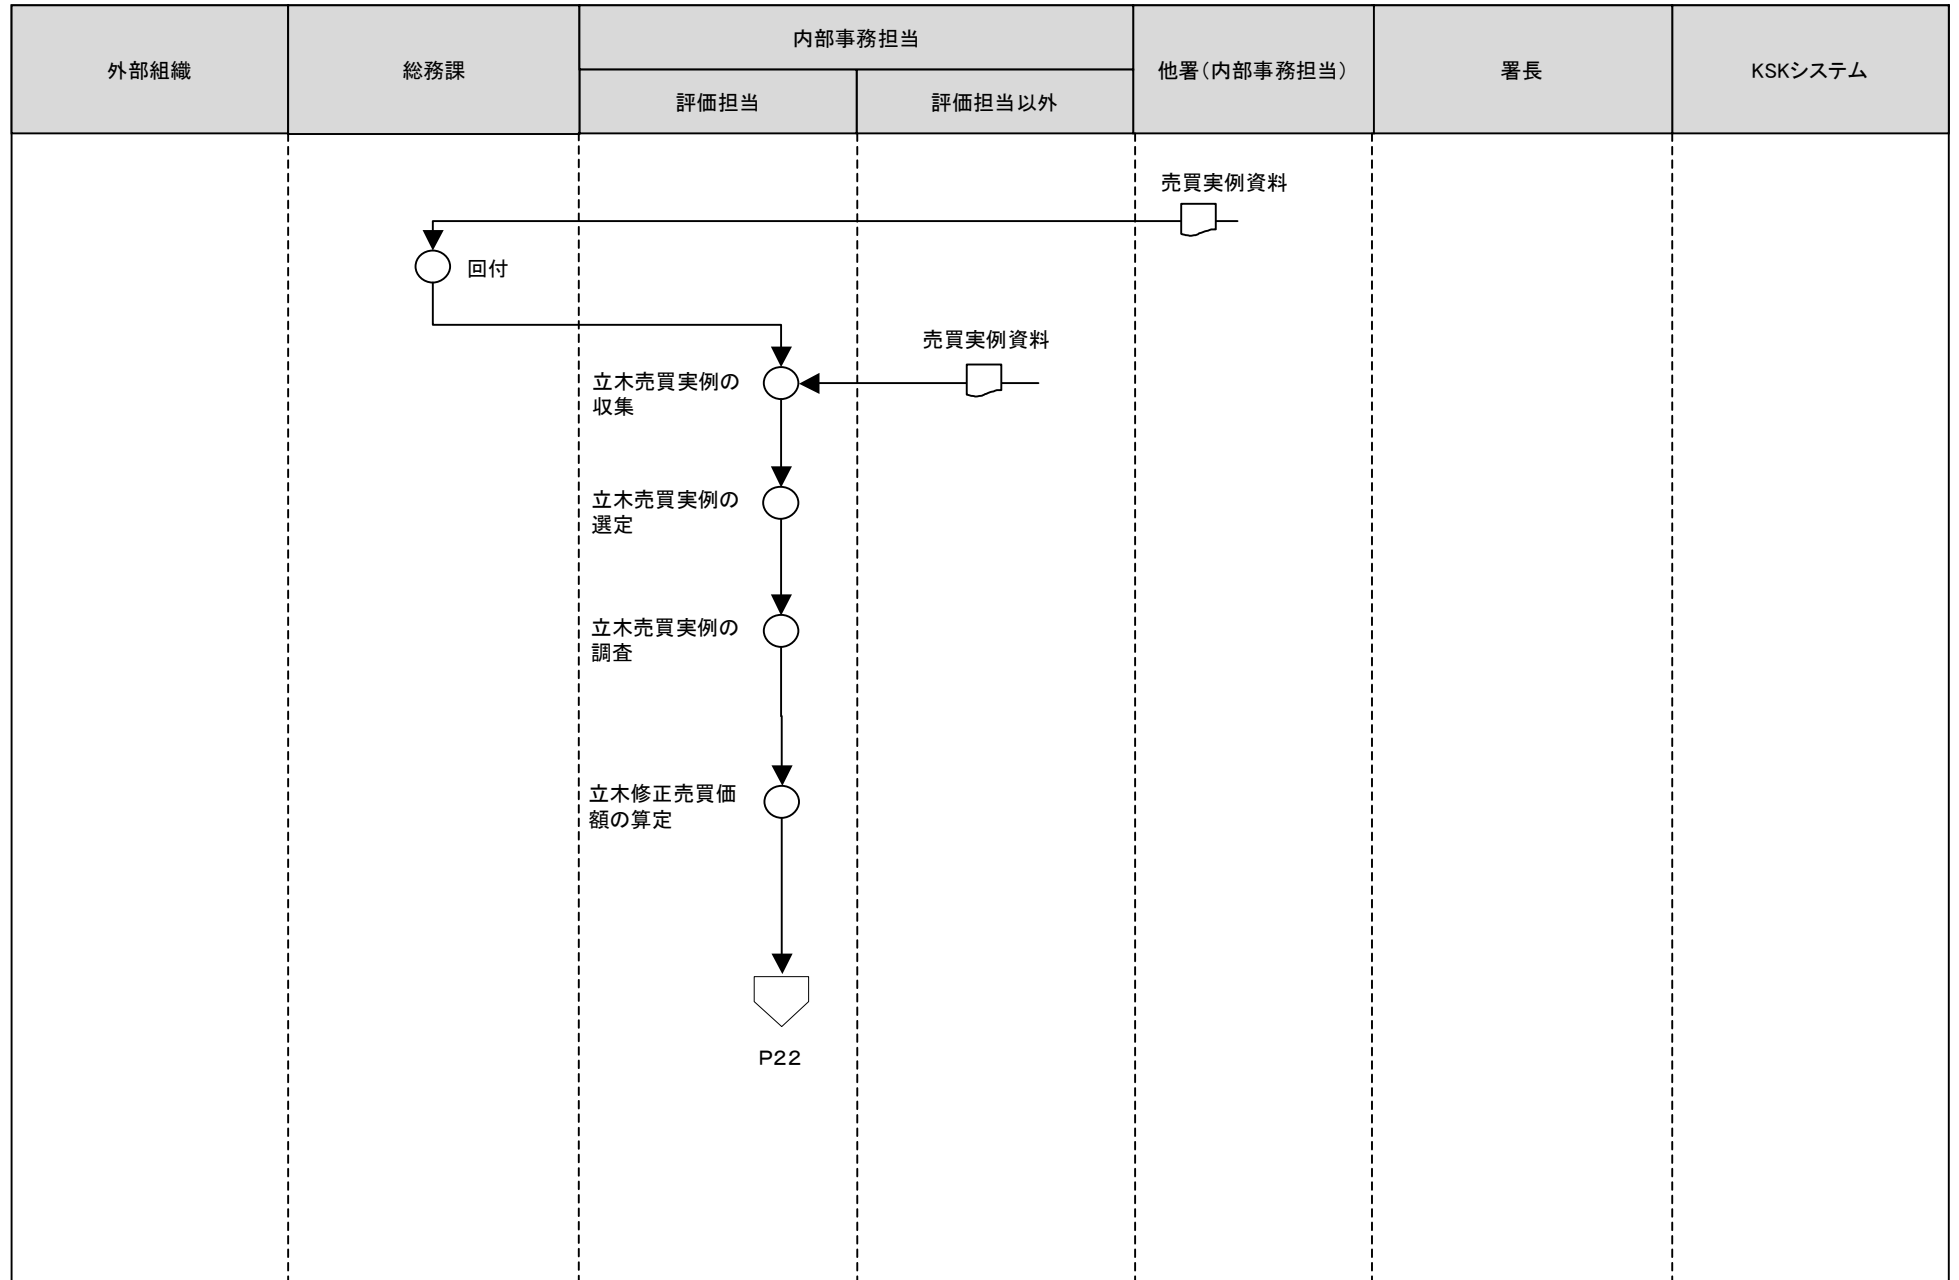 外部組織
総務課
内部事務担当
評価担当
評価担当以外
他署(内部事務担当)
署長
KSKシステム
売買実例資料
回付
売買実例資料
立木売買実例の
収集
立木売買実例の
選定
立木売買実例の
調査
立木修正売買価
額の算定
P22